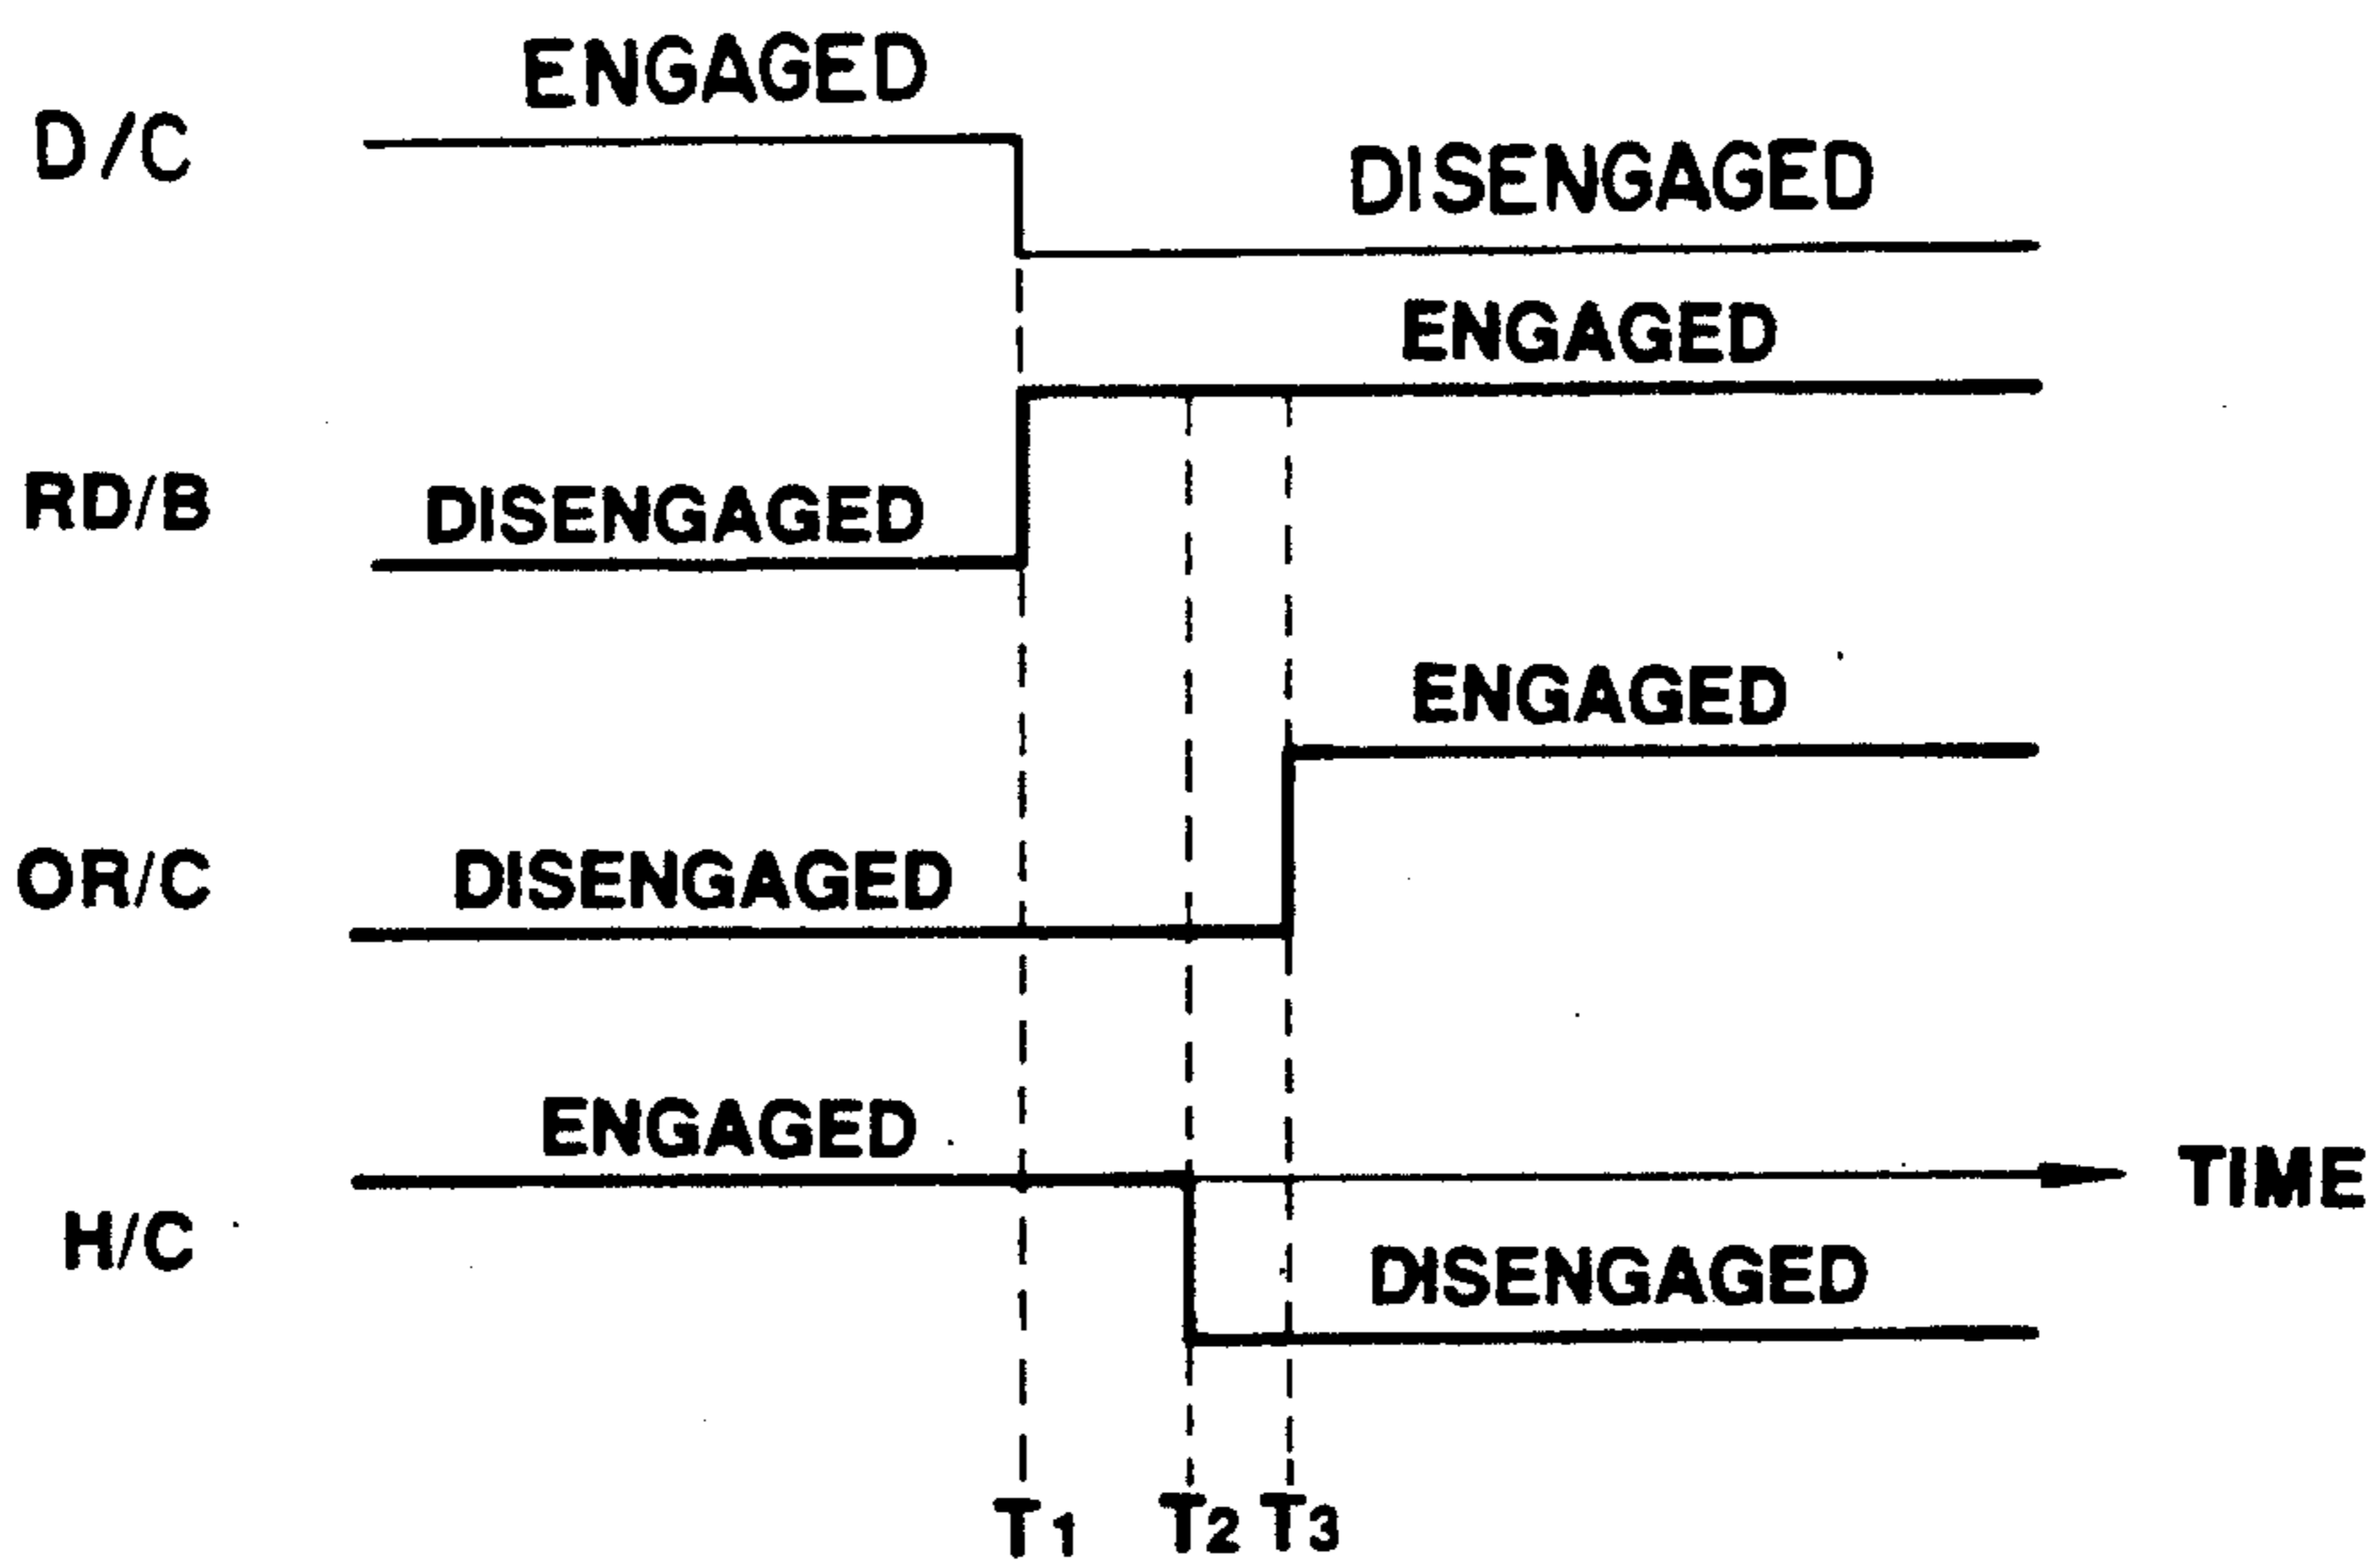 ENGAGED
D/C
DISENGAGED
ENGAGED
RD/B
DISENGAGED
ENGAGED
OR/C
DISENGAGED
ENGAGED
TIME
H/C
DISENGAGED
T1 T2 T3